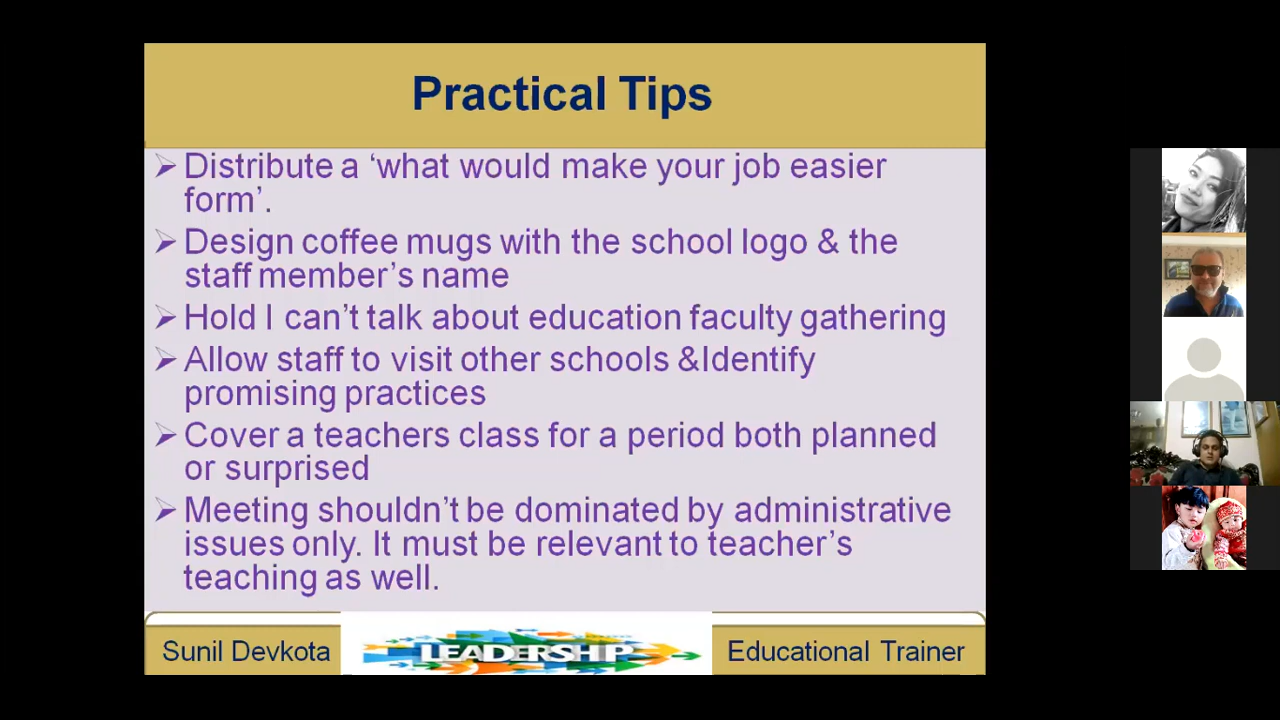 Practical Tips
Distribute a ‘what would make your job easier
form’.
Design coffee mugs with the school logo & the
staff member’s name
Hold I can’t talk about education faculty gathering
Allow staff to visit other schools &Identify
promising practices
Cover a teachers class for a period both planned
or surprised
Meeting shouldn’t be dominated by administrative
issues only. It must be relevant to teacher’s
teaching as well.
Sunil Devkota
LEADERSHIP
Educational Trainer